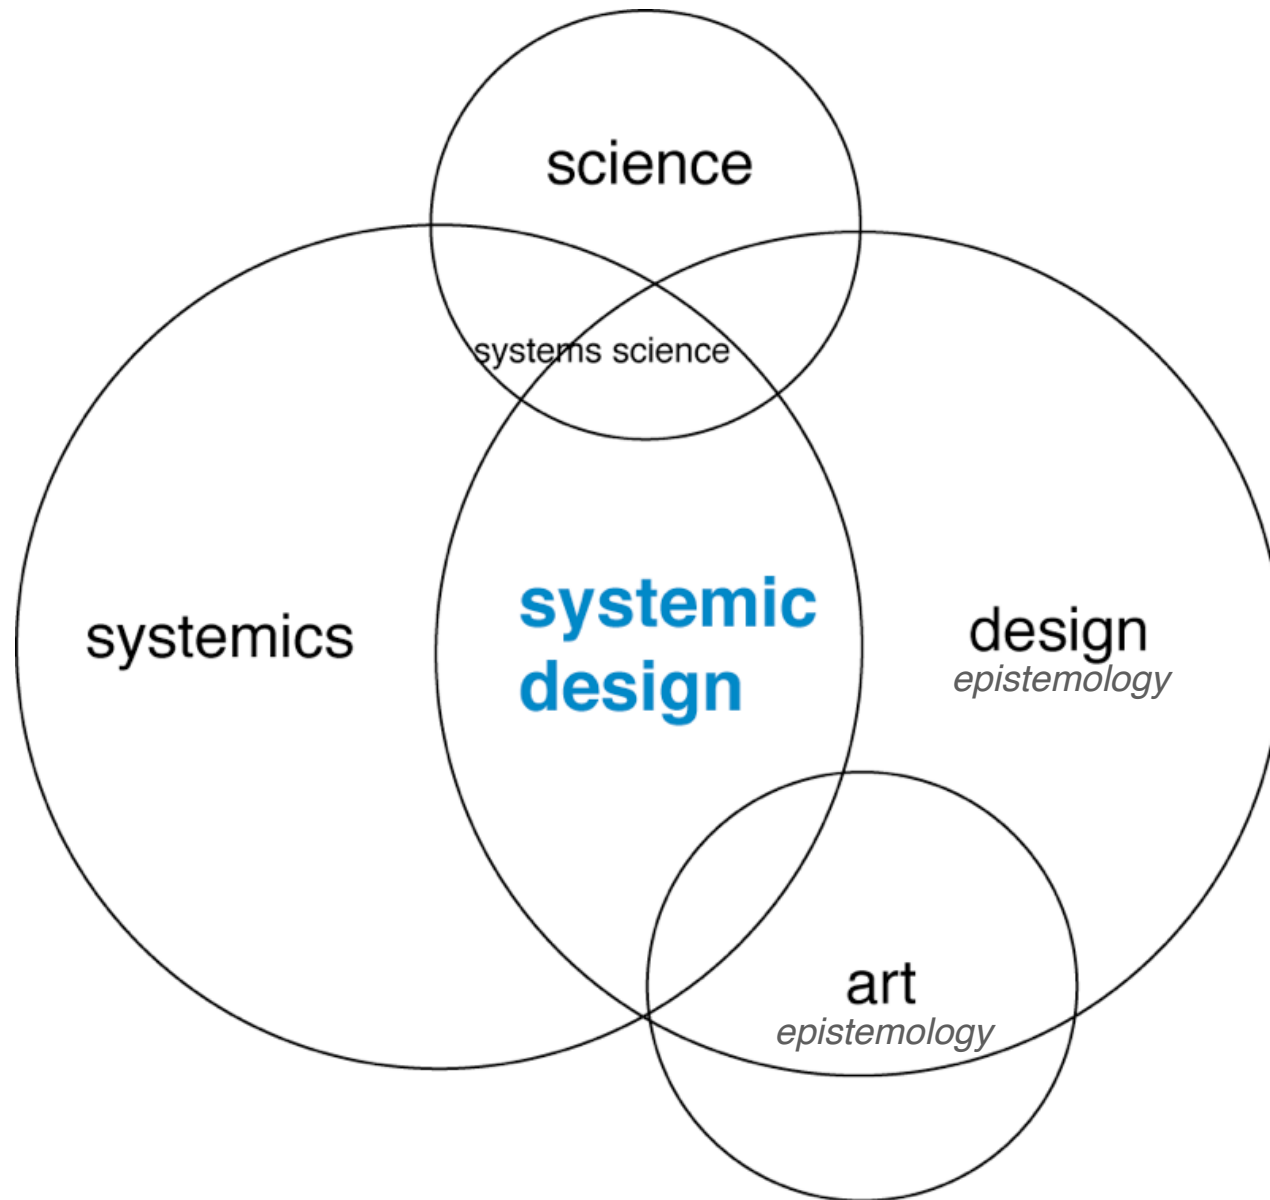 science
systems science
systemics
systemic
design
design
epistemology
art
epistemology